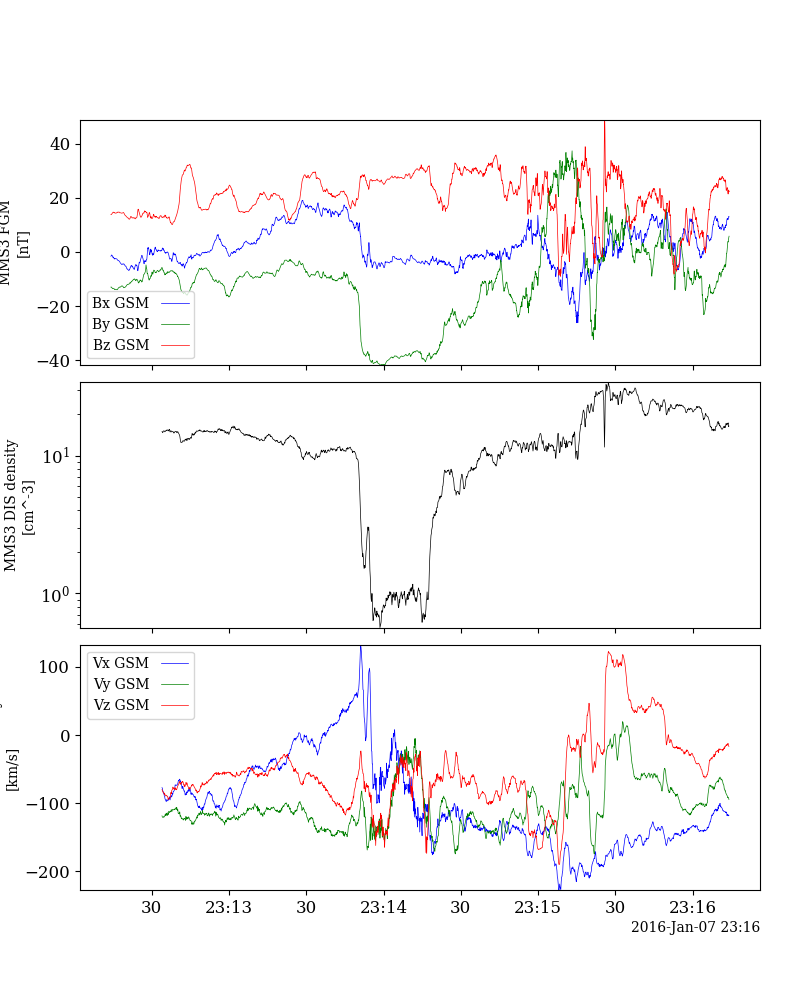 MMS3 FGM
[nT]
40
20
0
−20
−40
Bx GSM
By GSM
Bz GSM
MMS3 DIS density
[cm^-3]
10^1
10^0
[km/s]
100
0
−100
−200
Vx GSM
Vy GSM
Vz GSM
30 23:13 30 23:14 30 23:15 30 23:16
2016-Jan-07 23:16